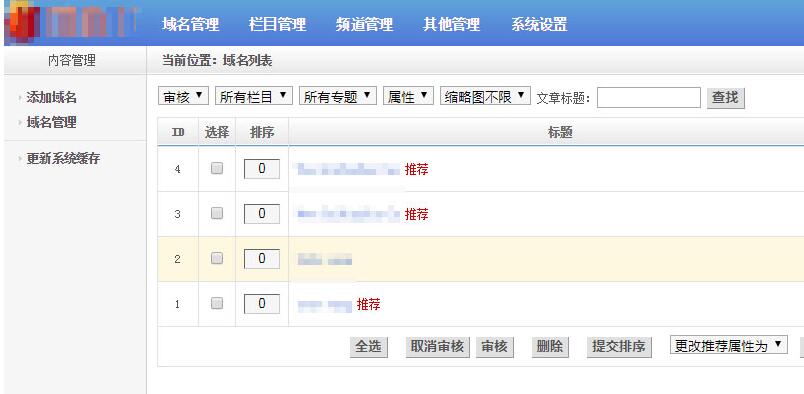 域名管理 栏目管理 频道管理 其他管理 系统设置
内容管理 当前位置：域名列表
添加域名
域名管理
更新系统缓存
审核 所有栏目 所有专题 属性 缩略图不限 文章标题： 查找
ID 选择 排序 标题
4 0 推荐
3 0 推荐
2 0
1 0 推荐
全选 取消审核 审核 删除 提交排序 更改推荐属性为